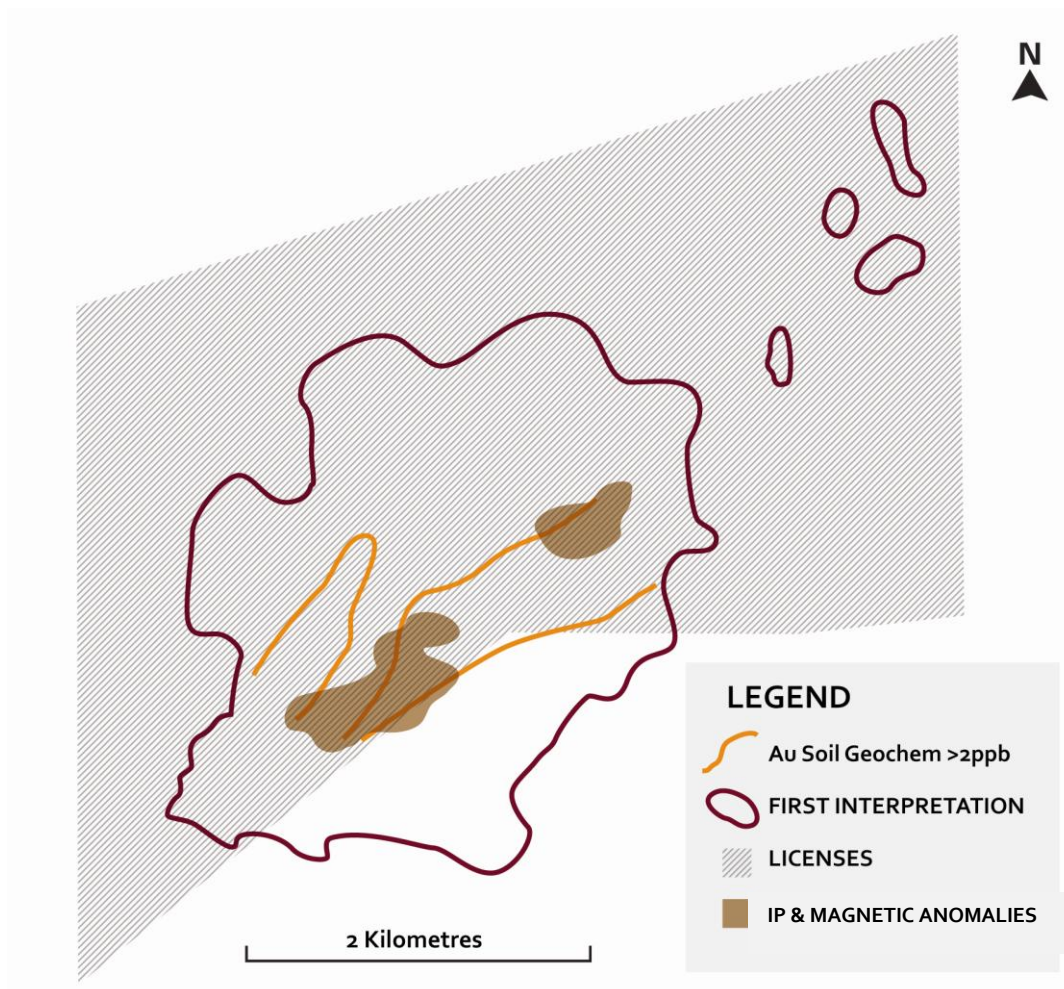 N
LEGEND
Au Soil Geochem >2ppb
FIRST INTERPRETATION
LICENSES
IP & MAGNETIC ANOMALIES
2 Kilometres